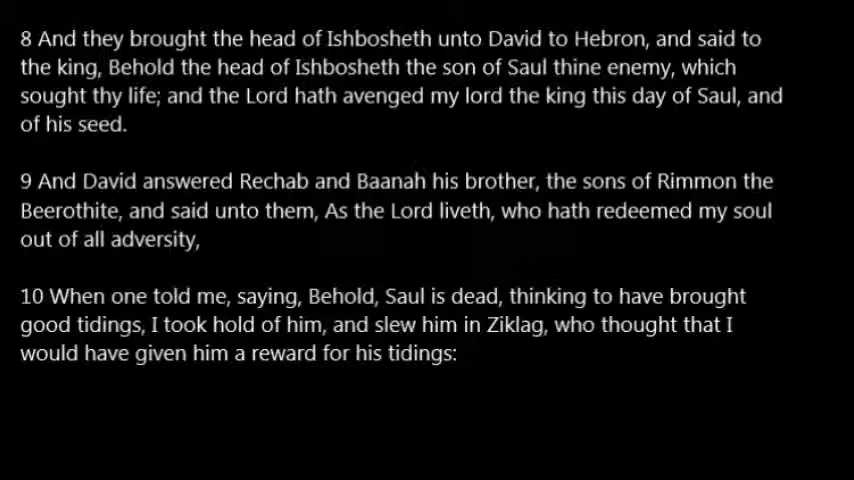 8 And they brought the head of Ishbosheth unto David to Hebron, and said to
the king, Behold the head of Ishbosheth the son of Saul thine enemy, which
sought thy life; and the Lord hath avenged my lord the king this day of Saul, and
of his seed.
9 And David answered Rechab and Baanah his brother, the sons of Rimmon the
Beerothite, and said unto them, As the Lord liveth, who hath redeemed my soul
out of all adversity,
10 When one told me, saying, Behold, Saul is dead, thinking to have brought
good tidings, I took hold of him, and slew him in Ziklag, who thought that I
would have given him a reward for his tidings: